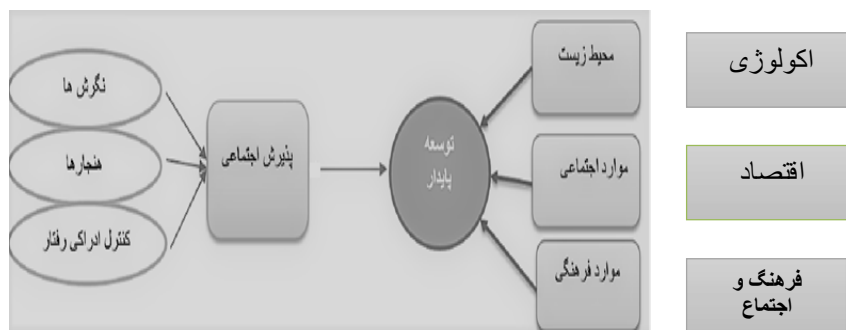 محیط زیست
اکولوژی
نگرش ها
پذیرش اجتماعی
توسعه
پایدار
هنجارها
موارد اجتماعی
اقتصاد
کنترل ادراکی رفتار
موارد فرهنگی
فرهنگ و
اجتماع